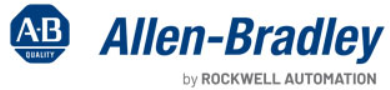 A·B
QUALITY
Allen-Bradley
by ROCKWELL AUTOMATION